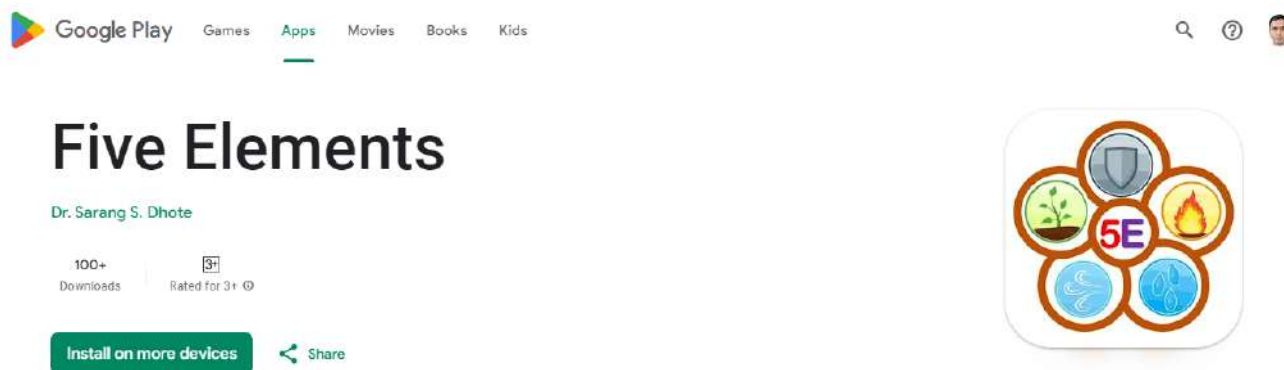 Google Play Games Apps Movies Books Kids
Five Elements
Dr. Sarang S. Dhote
100+ 3+
Downloads Rated for 3+
Install on more devices Share
5E